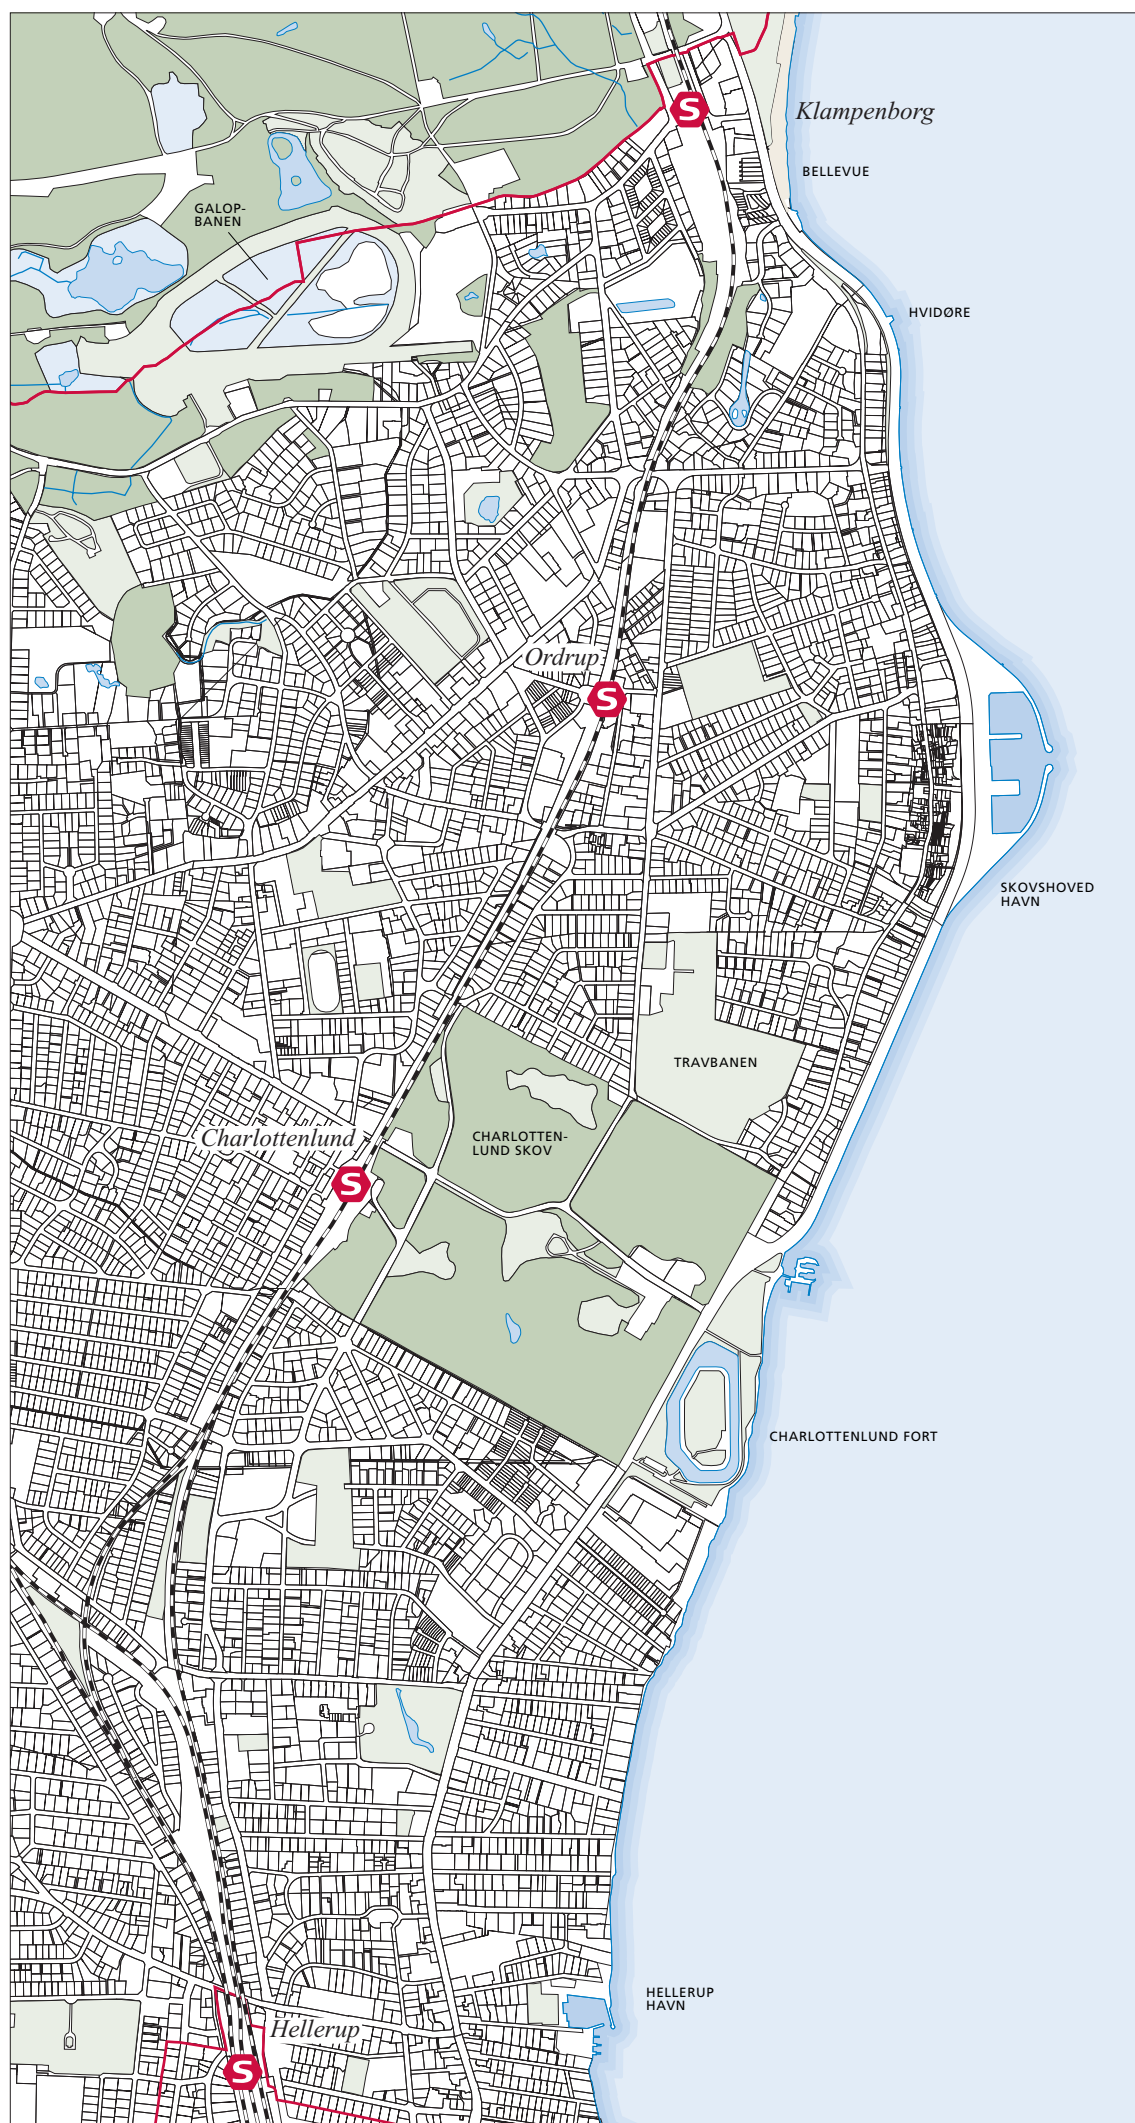 S
Klampenborg
BELLEVUE
GALOP-
BANEN
HVIDØRE
Ordrup
S
SKOVSHOVED
HAVN
TRAVBANEN
CHARLOTTEN-
LUND SKOV
Charlottenlund
S
CHARLOTTENLUND FORT
HELLERUP
HAVN
Hellerup
S